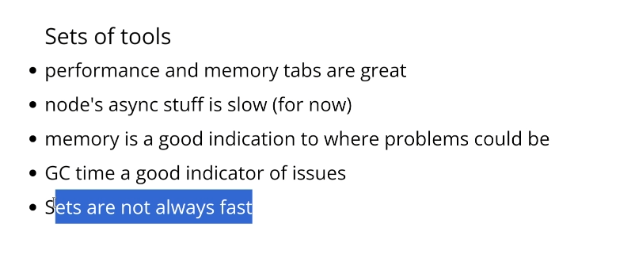 Sets of tools
• performance and memory tabs are great
• node's async stuff is slow (for now)
• memory is a good indication to where problems could be
• GC time a good indicator of issues
• Sets are not always fast